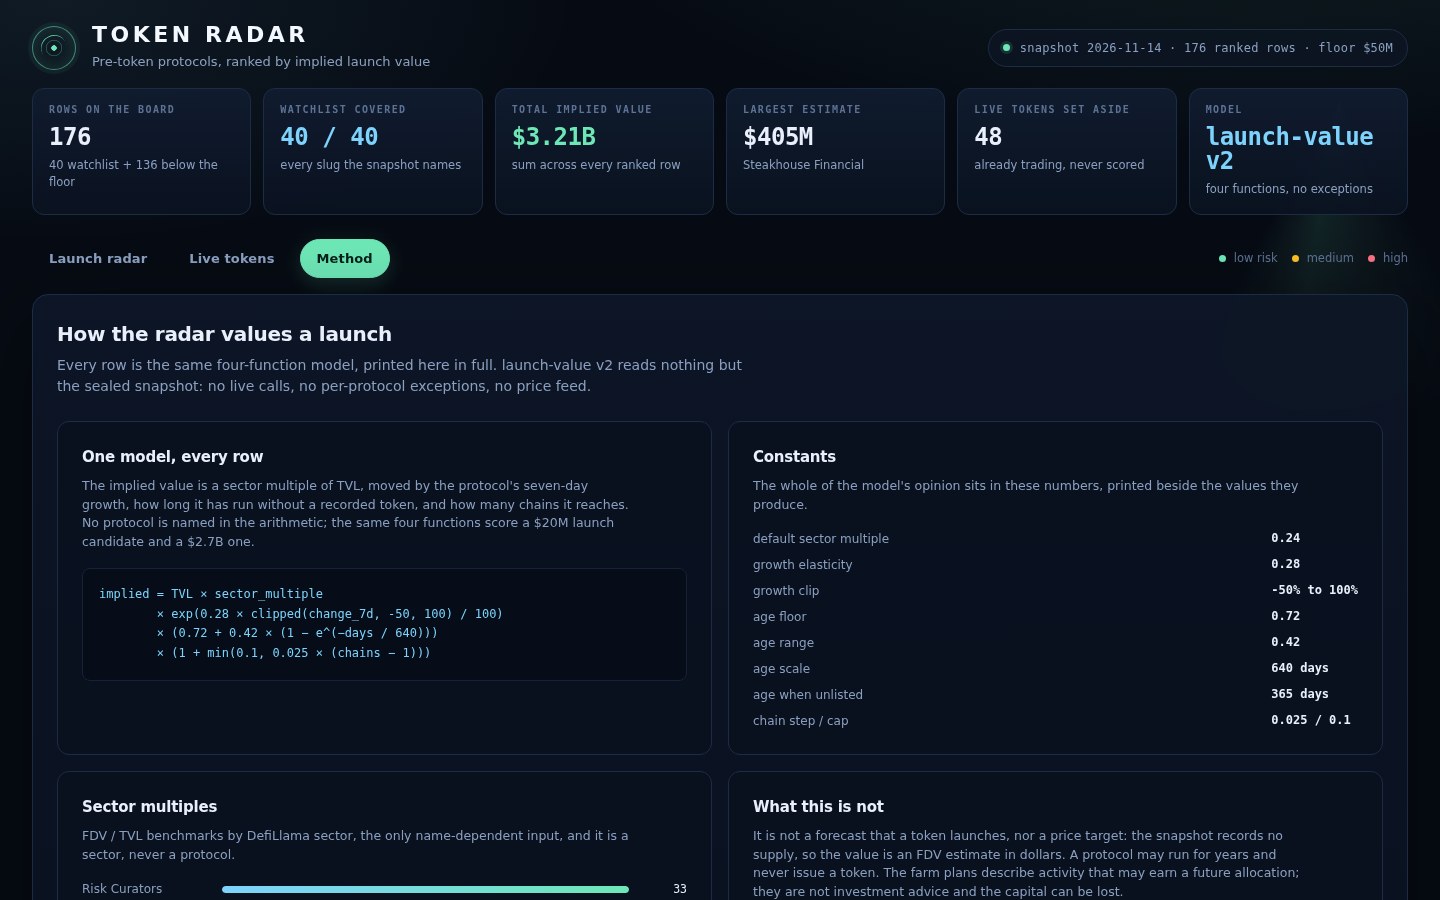 TOKEN RADAR
Pre-token protocols, ranked by implied launch value
snapshot 2026-11-14 · 176 ranked rows · floor $50M
ROWS ON THE BOARD
176
40 watchlist + 136 below the
floor
WATCHLIST COVERED
40 / 40
every slug the snapshot names
TOTAL IMPLIED VALUE
$3.21B
sum across every ranked row
LARGEST ESTIMATE
$405M
Steakhouse Financial
LIVE TOKENS SET ASIDE
48
already trading, never scored
MODEL
launch-value
v2
four functions, no exceptions
Launch radar
Live tokens
Method
low risk
medium
high
How the radar values a launch
Every row is the same four-function model, printed here in full. launch-value v2 reads nothing but
the sealed snapshot: no live calls, no per-protocol exceptions, no price feed.
One model, every row
The implied value is a sector multiple of TVL, moved by the protocol's seven-day
growth, how long it has run without a recorded token, and how many chains it reaches.
No protocol is named in the arithmetic; the same four functions score a $20M launch
candidate and a $2.7B one.
implied = TVL × sector_multiple
× exp(0.28 × clipped(change_7d, -50, 100) / 100)
× (0.72 + 0.42 × (1 − e^(−days / 640)))
× (1 + min(0.1, 0.025 × (chains − 1)))
Constants
The whole of the model's opinion sits in these numbers, printed beside the values they
produce.
default sector multiple 0.24
growth elasticity 0.28
growth clip -50% to 100%
age floor 0.72
age range 0.42
age scale 640 days
age when unlisted 365 days
chain step / cap 0.025 / 0.1
Sector multiples
FDV / TVL benchmarks by DefiLlama sector, the only name-dependent input, and it is a
sector, never a protocol.
Risk Curators 33
What this is not
It is not a forecast that a token launches, nor a price target: the snapshot records no
supply, so the value is an FDV estimate in dollars. A protocol may run for years and
never issue a token. The farm plans describe activity that may earn a future allocation;
they are not investment advice and the capital can be lost.